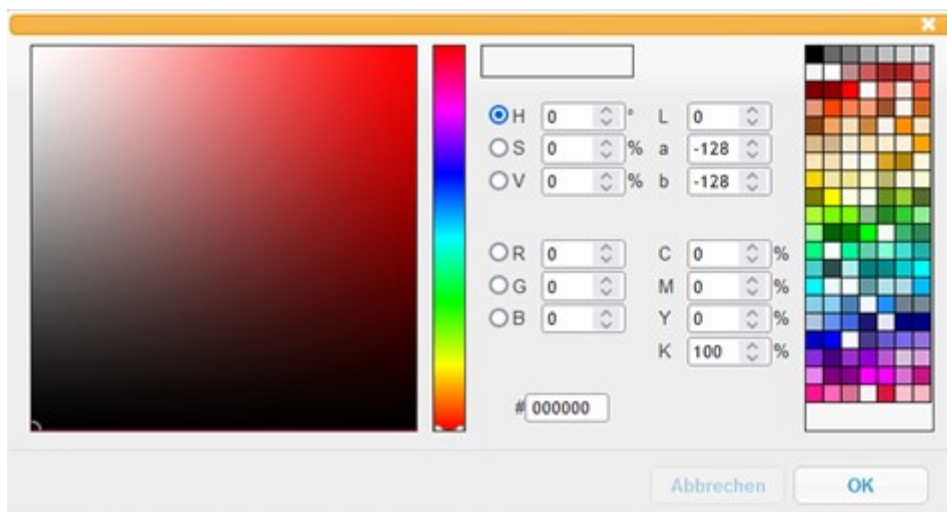 H 0 ° L 0
S 0 % a -128
V 0 % b -128
R 0 C 0 %
G 0 M 0 %
B 0 Y 0 %
K 100 %
# 000000
Abbrechen OK